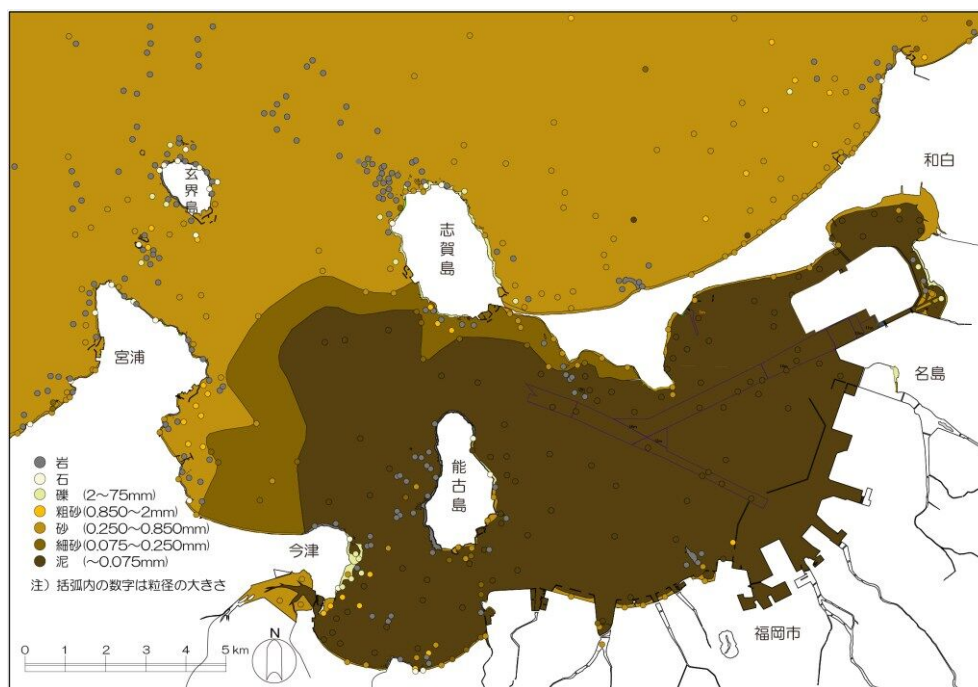 和白
玄界島
志賀島
宮浦
名島
能古島
岩
石
礫 (2～75mm)
粗砂(0.850～2mm)
砂 (0.250～0.850mm)
細砂(0.075～0.250mm)
泥 (～0.075mm)
注）括弧内の数字は粒径の大きさ
今津
福岡市
N
0 1 2 3 4 5 km